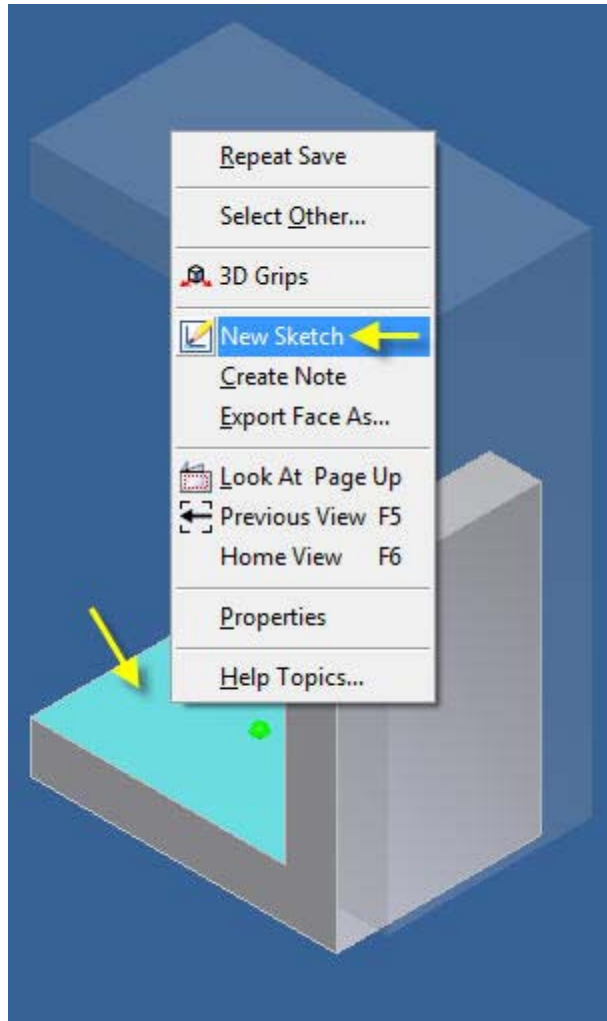 Repeat Save
Select Other...
3D Grips
New Sketch
Create Note
Export Face As...
Look At Page Up
Previous View F5
Home View F6
Properties
Help Topics...